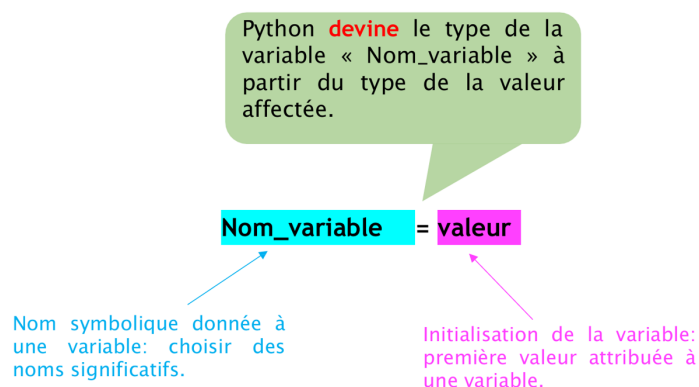 Python devine le type de la
variable « Nom_variable » à
partir du type de la valeur
affectée.
Nom_variable = valeur
Nom symbolique donnée à
une variable: choisir des
noms significatifs.
Initialisation de la variable:
première valeur attribuée à
une variable.